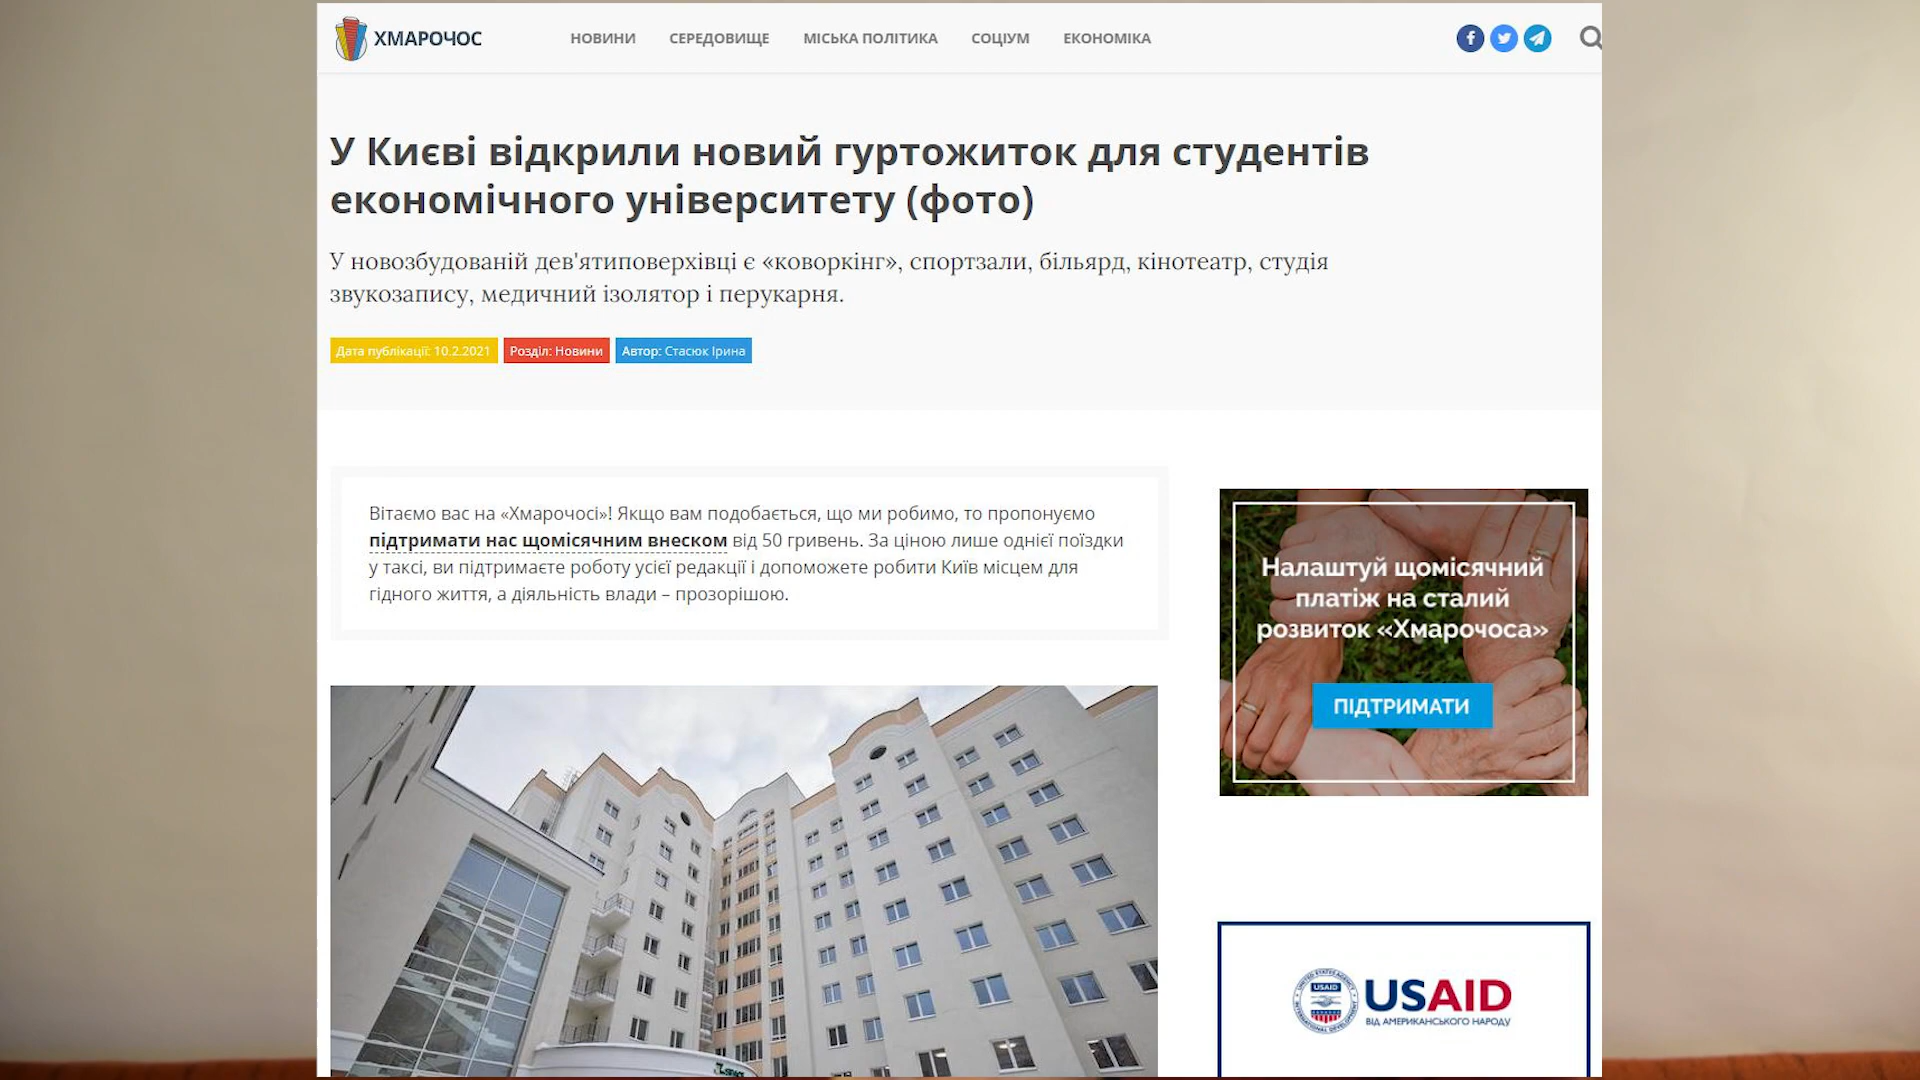 ХМАРОЧОС
НОВИНИ СЕРЕДОВИЩЕ МІСЬКА ПОЛІТИКА СОЦІУМ ЕКОНОМІКА
У Києві відкрили новий гуртожиток для студентів
економічного університету (фото)
У новозбудованій дев'ятиповерхівці є «коворкінг», спортзали, більярд, кінотеатр, студія
звукозапису, медичний ізолятор і перукарня.
Дата публікації: 10.2.2021 Розділ: Новини Автор: Стасюк Ірина
Вітаємо вас на «Хмарочосі»! Якщо вам подобається, що ми робимо, то пропонуємо
підтримати нас щомісячним внеском від 50 гривень. За ціною лише однієї поїздки
у таксі, ви підтримаєте роботу усієї редакції і допоможете робити Київ місцем для
гідного життя, а діяльність влади – прозорішою.
Налаштуй щомісячний
платіж на сталий
розвиток «Хмарочоса»
ПІДТРИМАТИ
USAID
USAID
ВІД АМЕРИКАНСЬКОГО НАРОДУ